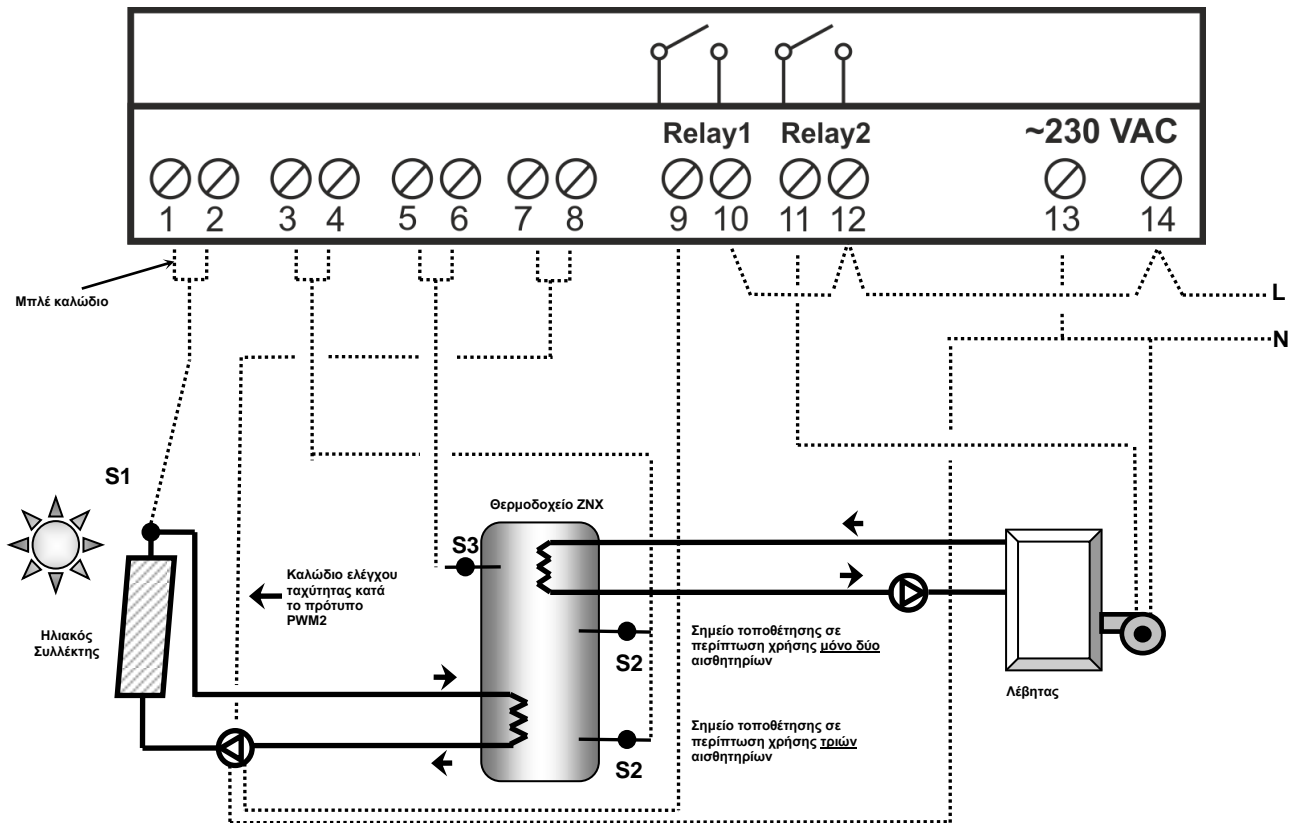 Relay1 Relay2 ~230 VAC
1 2 3 4 5 6 7 8 9 10 11 12 13 14
Μπλέ καλώδιο
L
N
S1
Θερμοδοχείο ΖΝΧ
S3
Καλώδιο ελέγχου
ταχύτητας κατά
το πρότυπο
PWM2
Ηλιακός
Συλλέκτης
S2
Σημείο τοποθέτησης σε
περίπτωση χρήσης μόνο δύο
αισθητηρίων
Λέβητας
S2
Σημείο τοποθέτησης σε
περίπτωση χρήσης τριών
αισθητηρίων